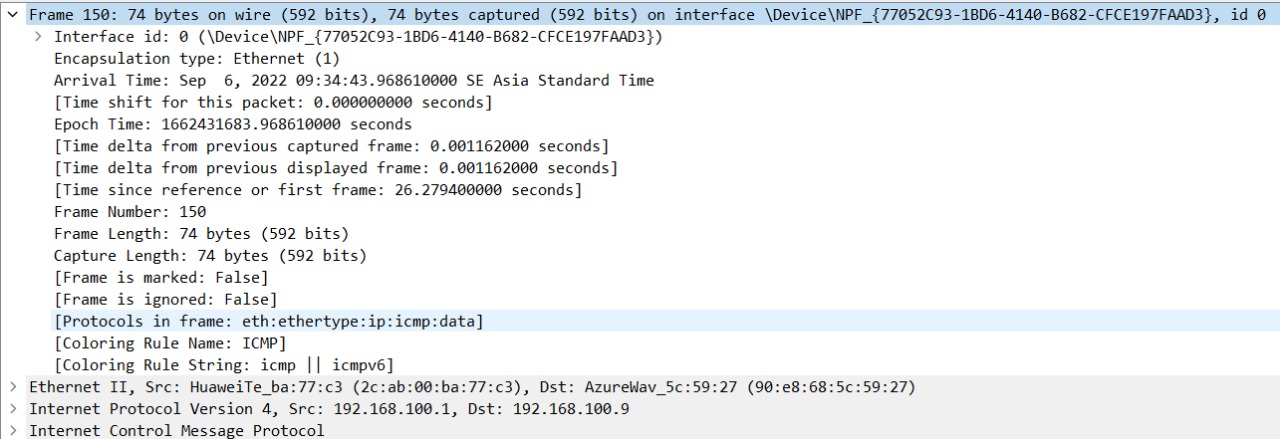 Frame 150: 74 bytes on wire (592 bits), 74 bytes captured (592 bits) on interface \Device\NPF_{77052C93-1BD6-4140-B682-CFCE197FAAD3}, id 0
Interface id: 0 (\Device\NPF_{77052C93-1BD6-4140-B682-CFCE197FAAD3})
Encapsulation type: Ethernet (1)
Arrival Time: Sep  6, 2022 09:34:43.968610000 SE Asia Standard Time
[Time shift for this packet: 0.000000000 seconds]
Epoch Time: 1662431683.968610000 seconds
[Time delta from previous captured frame: 0.001162000 seconds]
[Time delta from previous displayed frame: 0.001162000 seconds]
[Time since reference or first frame: 26.279400000 seconds]
Frame Number: 150
Frame Length: 74 bytes (592 bits)
Capture Length: 74 bytes (592 bits)
[Frame is marked: False]
[Frame is ignored: False]
[Protocols in frame: eth:ethertype:ip:icmp:data]
[Coloring Rule Name: ICMP]
[Coloring Rule String: icmp || icmpv6]
Ethernet II, Src: HuaweiTe_ba:77:c3 (2c:ab:00:ba:77:c3), Dst: AzureWav_5c:59:27 (90:e8:68:5c:59:27)
Internet Protocol Version 4, Src: 192.168.100.1, Dst: 192.168.100.9
Internet Control Message Protocol